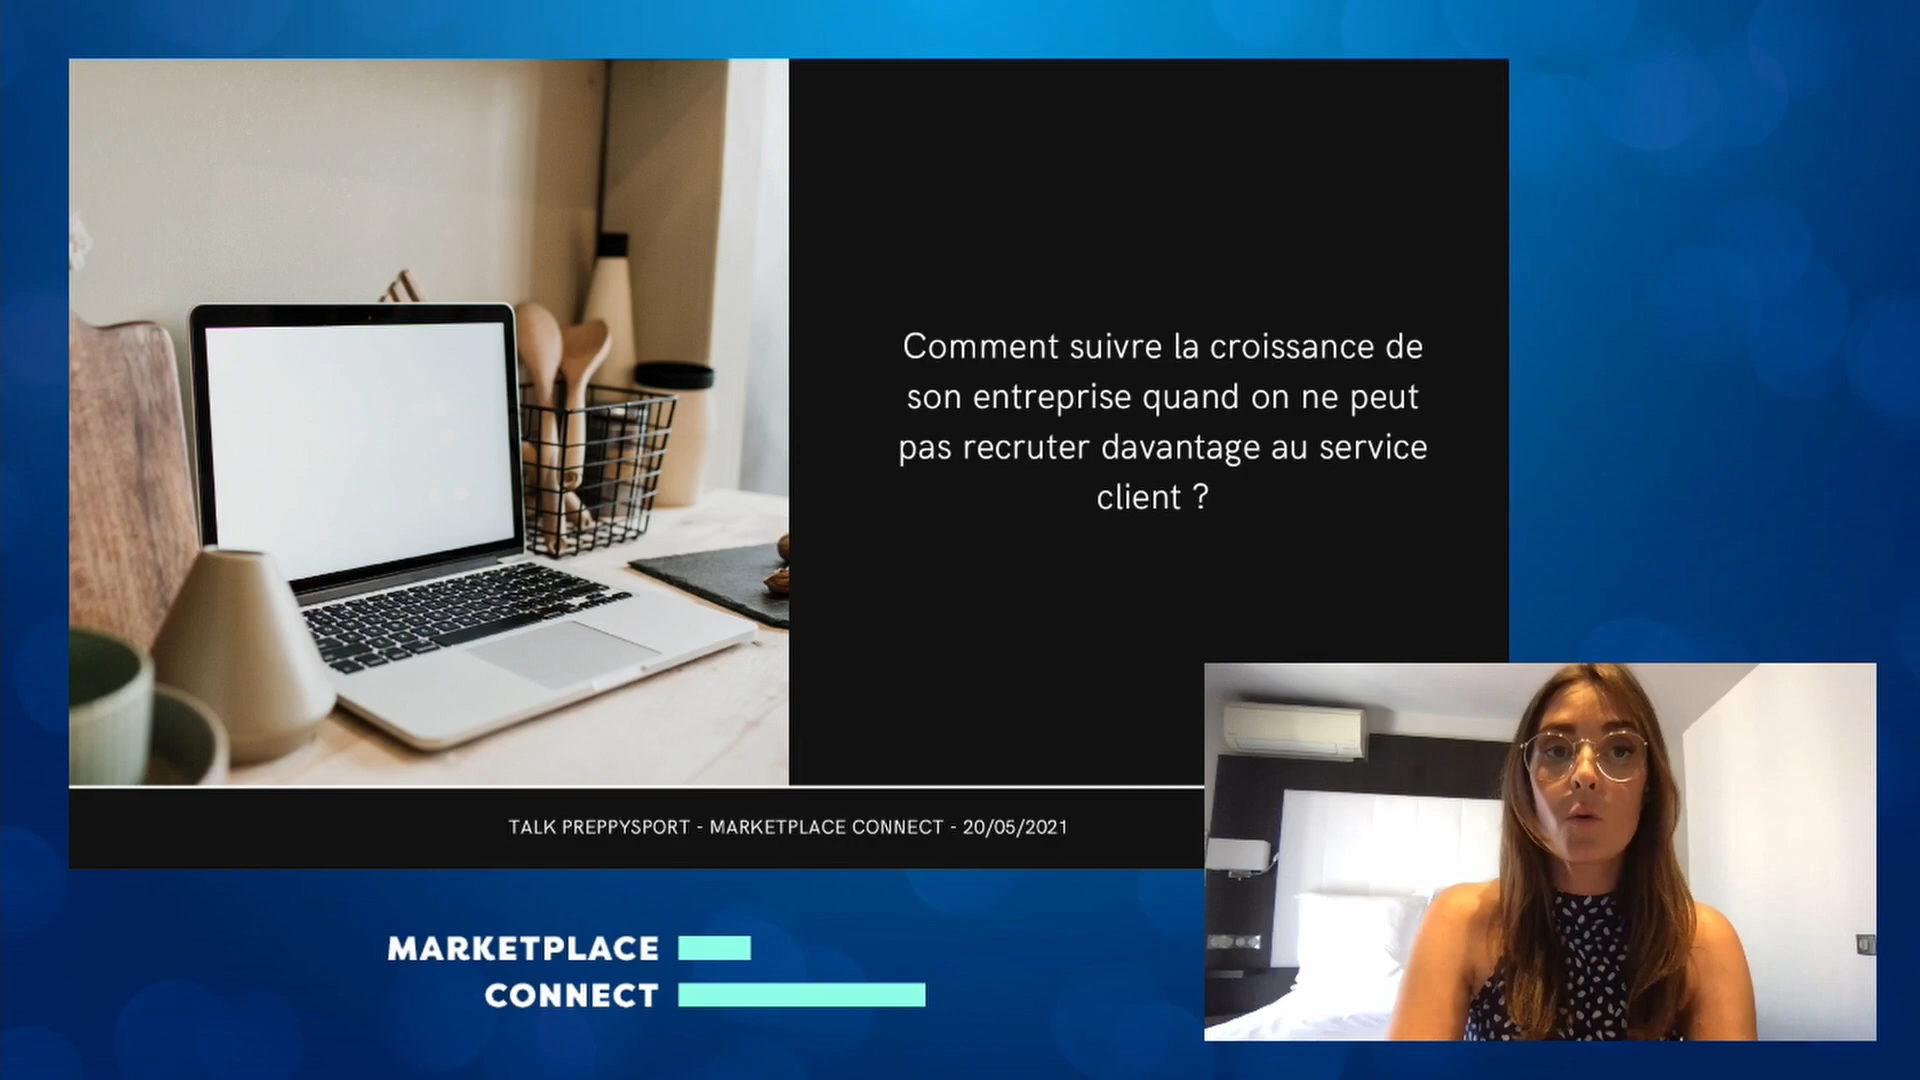 Comment suivre la croissance de
son entreprise quand on ne peut
pas recruter davantage au service
client ?
TALK PREPPYSPORT - MARKETPLACE CONNECT - 20/05/2021
MARKETPLACE
CONNECT